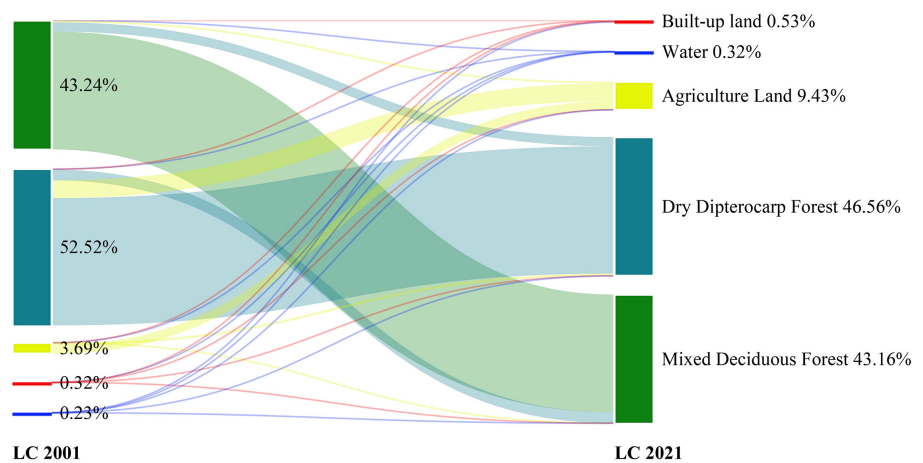 Built-up land 0.53%
Water 0.32%
43.24%
Agriculture Land 9.43%
Dry Dipterocarp Forest 46.56%
52.52%
3.69%
Mixed Deciduous Forest 43.16%
0.32%
0.23%
LC 2001
LC 2021